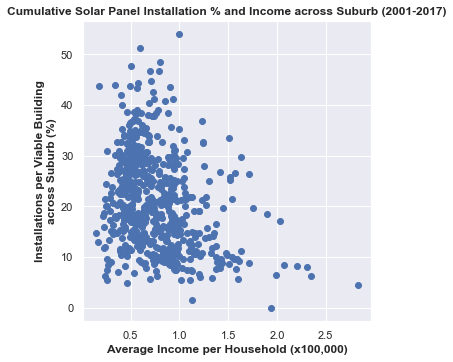 Cumulative Solar Panel Installation % and Income across Suburb (2001-2017)
Installations per Viable Building
across Suburb (%)
50
40
30
20
10
0
0.5 1.0 1.5 2.0 2.5
Average Income per Household (x100,000)